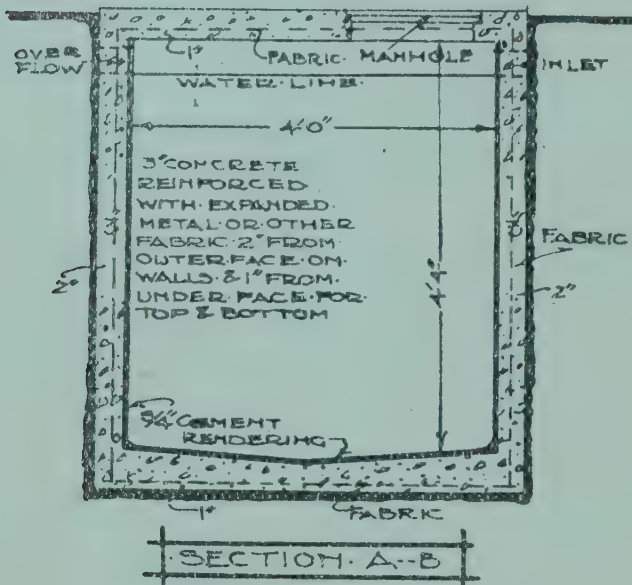 1" FABRIC MANHOLE
OVER
FLOW
INLET
WATER·LINE·
4'0"
3" CONCRETE
REINFORCED
WITH·EXPANDED·
METAL·OR·OTHER
FABRIC·2" FROM·
OUTER·FACE·ON·
WALLS·&1" FROM·
UNDER·FACE·FOR·
TOP & BOTTOM
4'4"
FABRIC
2"
2"
3/4" CEMENT
RENDERING
1" FABRIC
·SECTION·A--B